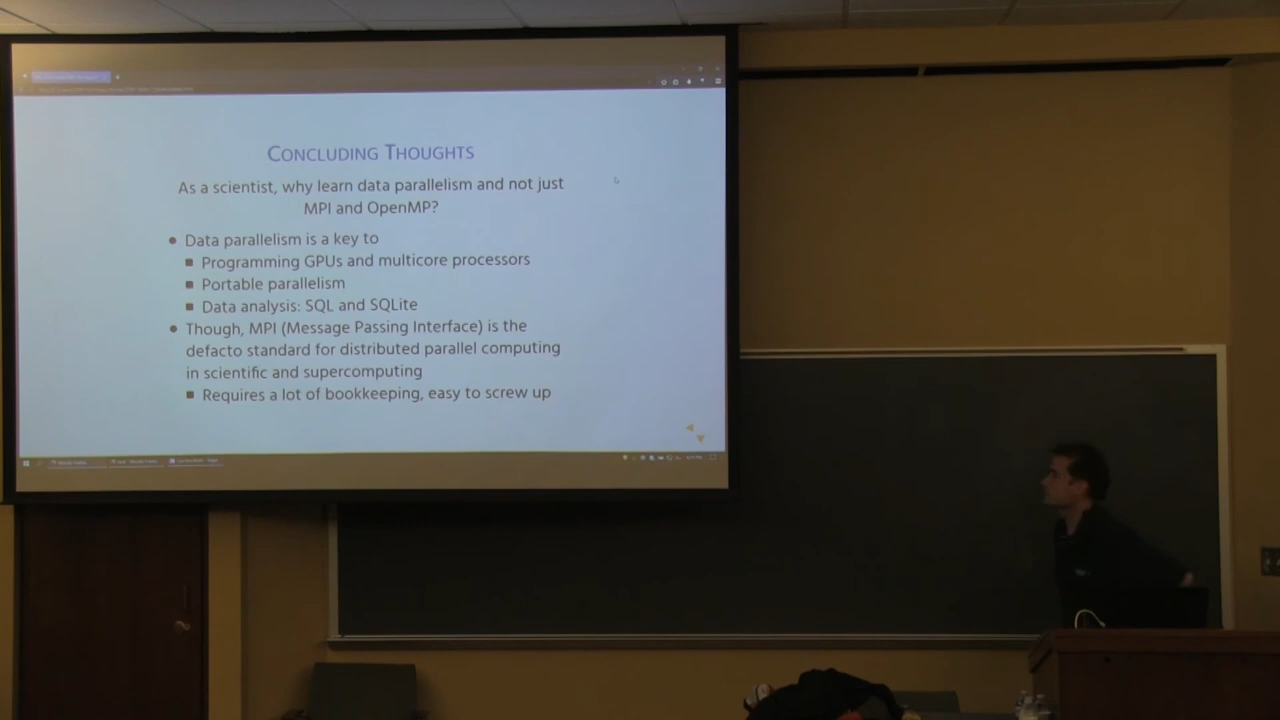 CONCLUDING THOUGHTS
As a scientist, why learn data parallelism and not just
MPI and OpenMP?
• Data parallelism is a key to
▪ Programming GPUs and multicore processors
▪ Portable parallelism
▪ Data analysis: SQL and SQLite
• Though, MPI (Message Passing Interface) is the
defacto standard for distributed parallel computing
in scientific and supercomputing
▪ Requires a lot of bookkeeping, easy to screw up